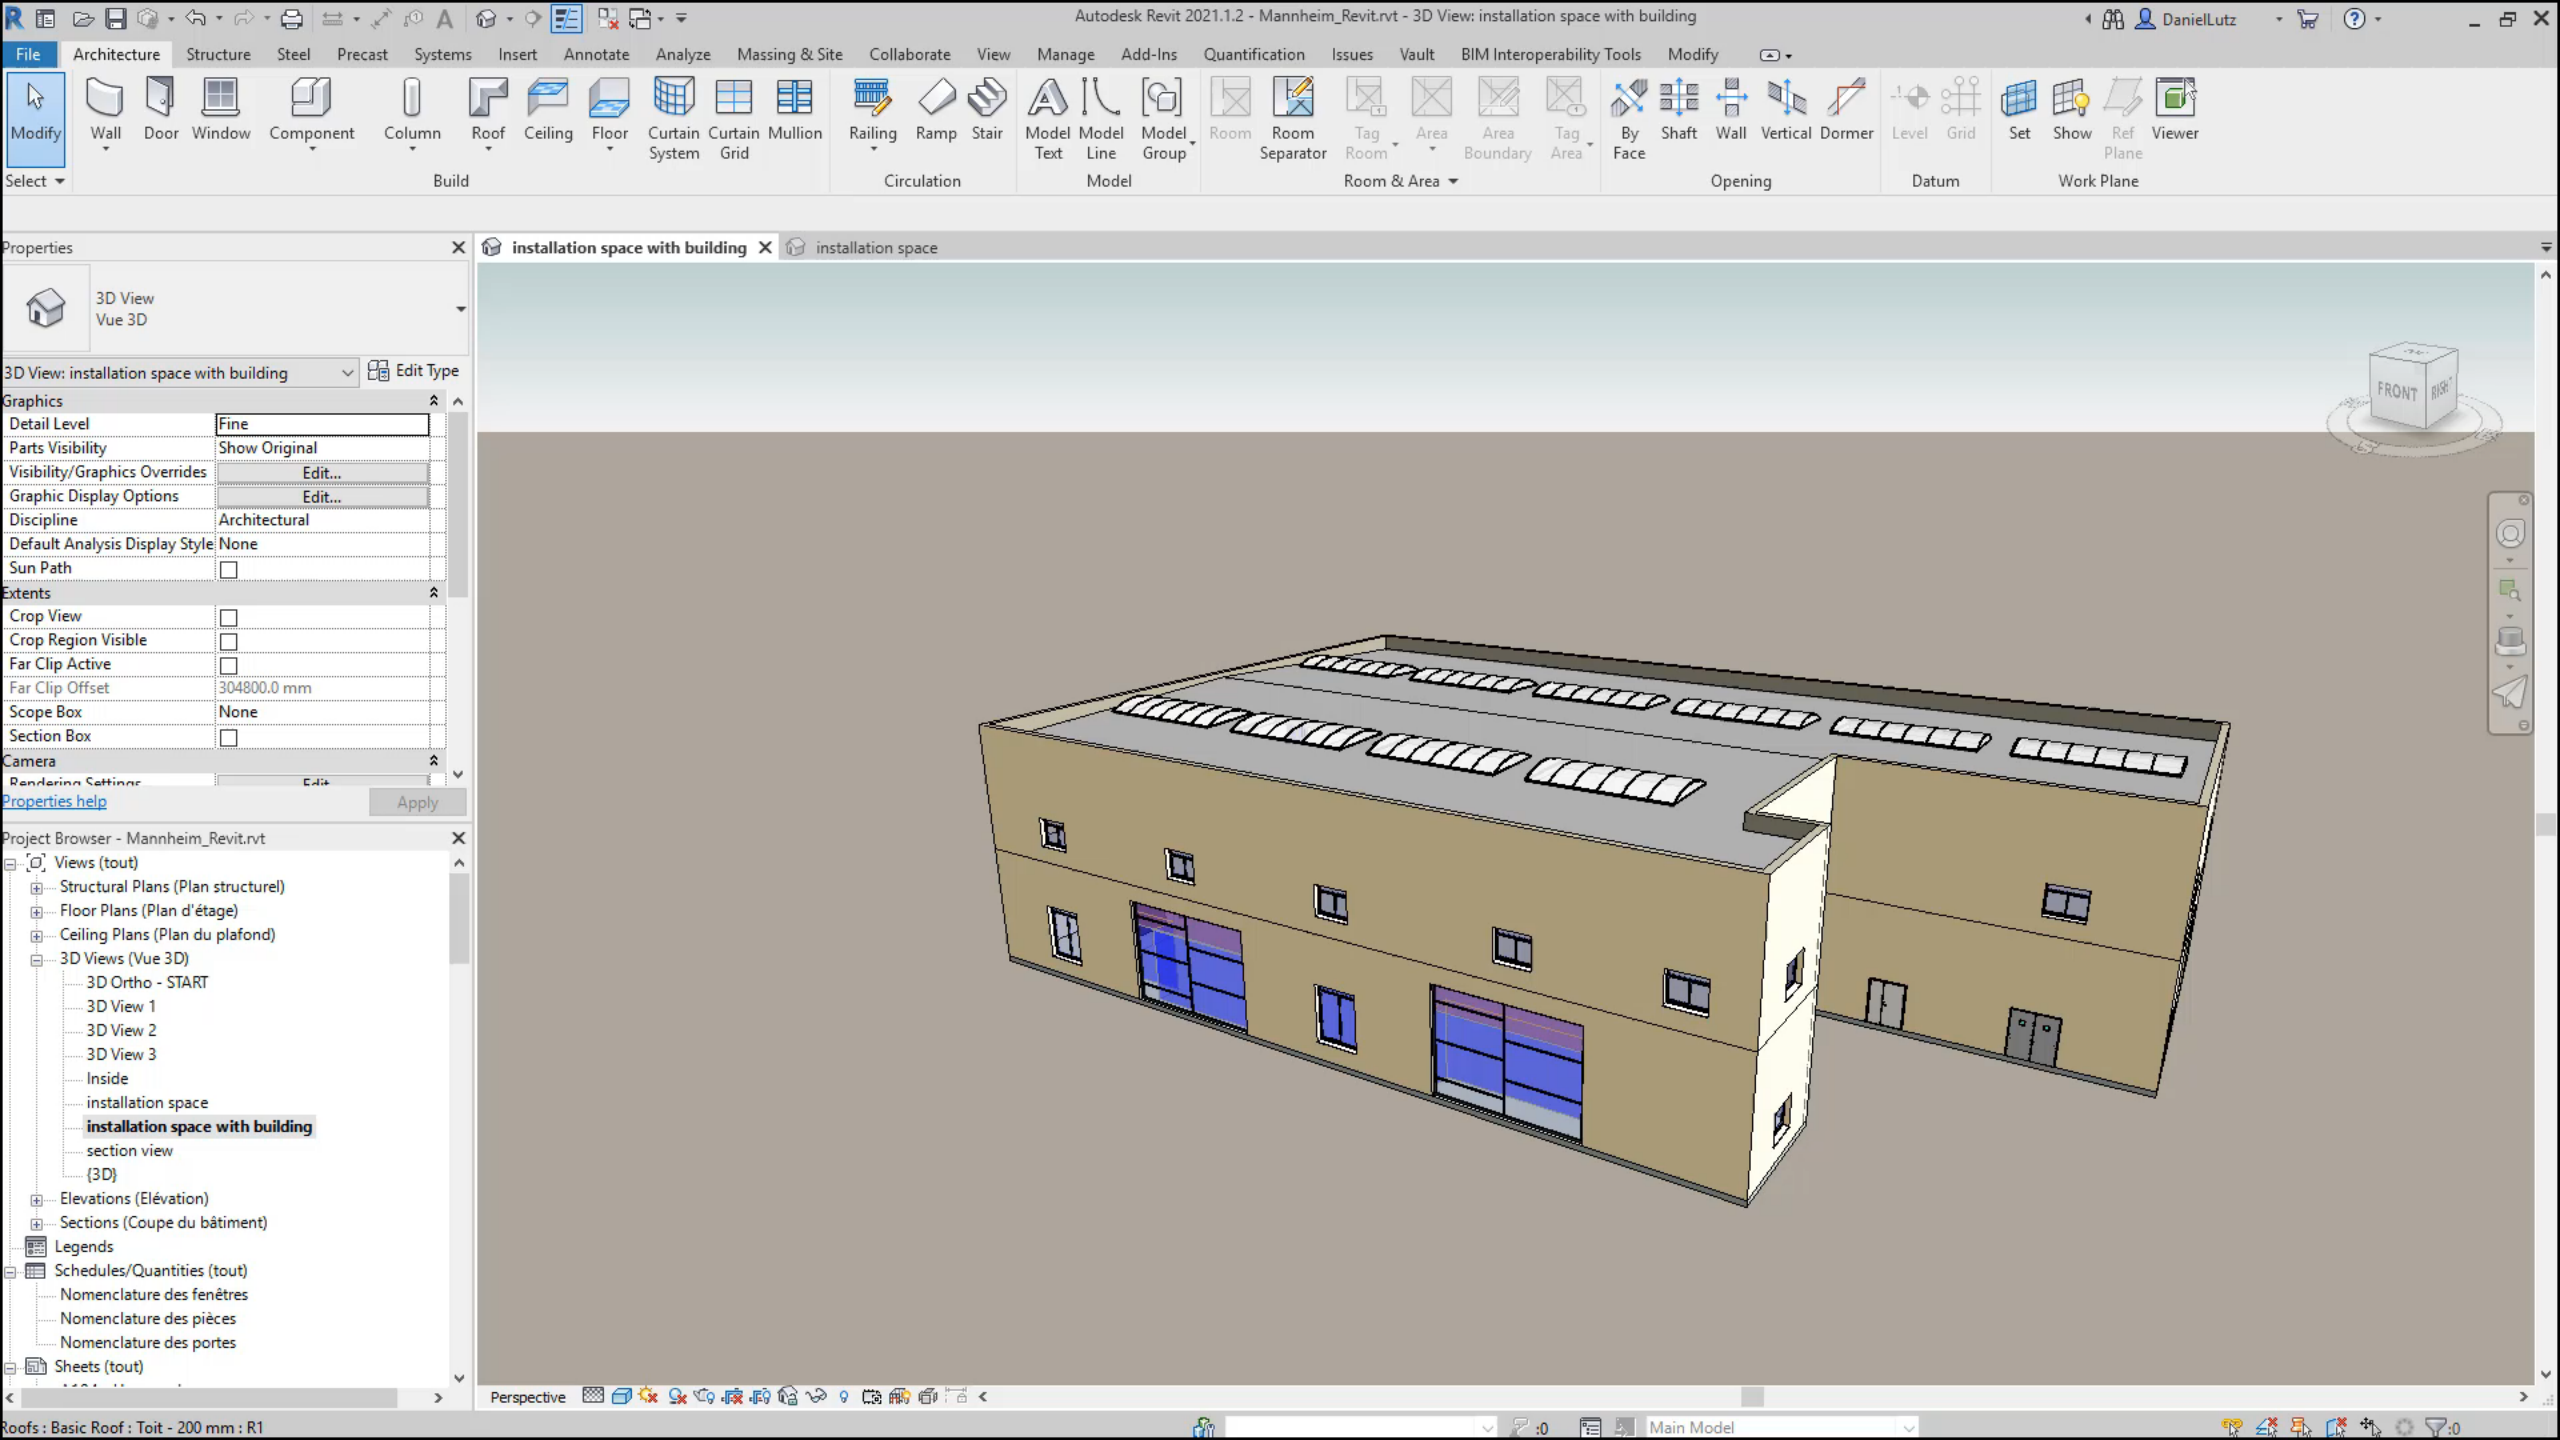 Autodesk Revit 2021.1.2 - Mannheim_Revit.rvt - 3D View: installation space with building
DanielLutz
File Architecture Structure Steel Precast Systems Insert Annotate Analyze Massing & Site Collaborate View Manage Add-Ins Quantification Issues Vault BIM Interoperability Tools Modify
Modify Wall Door Window Component Column Roof Ceiling Floor Curtain System Curtain Grid Mullion Railing Ramp Stair Model Text Model Line Model Group Room Room Separator Tag Room Area Area Boundary Tag Area By Face Shaft Wall Vertical Dormer Level Grid Set Show Ref Plane Viewer
Select Build Circulation Model Room & Area Opening Datum Work Plane
Properties
installation space with building
installation space
3D View
Vue 3D
3D View: installation space with building
Edit Type
Graphics
Detail Level Fine
Parts Visibility Show Original
Visibility/Graphics Overrides Edit...
Graphic Display Options Edit...
Discipline Architectural
Default Analysis Display Style None
Sun Path
Extents
Crop View
Crop Region Visible
Far Clip Active
Far Clip Offset 304800.0 mm
Scope Box None
Section Box
Camera
Rendering Settings Edit
Properties help
Apply
Project Browser - Mannheim_Revit.rvt
Views (tout)
Structural Plans (Plan structurel)
Floor Plans (Plan d'étage)
Ceiling Plans (Plan du plafond)
3D Views (Vue 3D)
3D Ortho - START
3D View 1
3D View 2
3D View 3
Inside
installation space
installation space with building
section view
{3D}
Elevations (Elévation)
Sections (Coupe du bâtiment)
Legends
Schedules/Quantities (tout)
Nomenclature des fenêtres
Nomenclature des pièces
Nomenclature des portes
Sheets (tout)
FRONT
RIGHT
Perspective
Roofs : Basic Roof : Toit - 200 mm : R1
:0
Main Model
:0